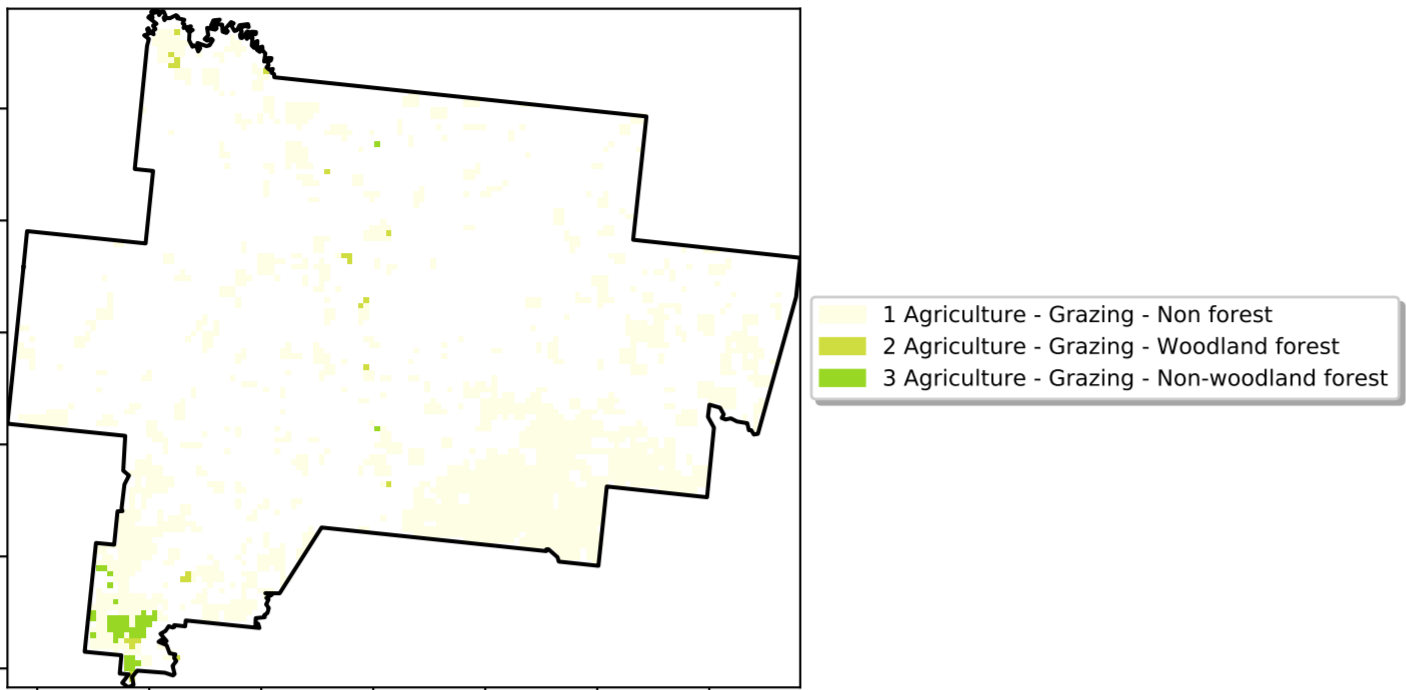 1 Agriculture - Grazing - Non forest
2 Agriculture - Grazing - Woodland forest
3 Agriculture - Grazing - Non-woodland forest